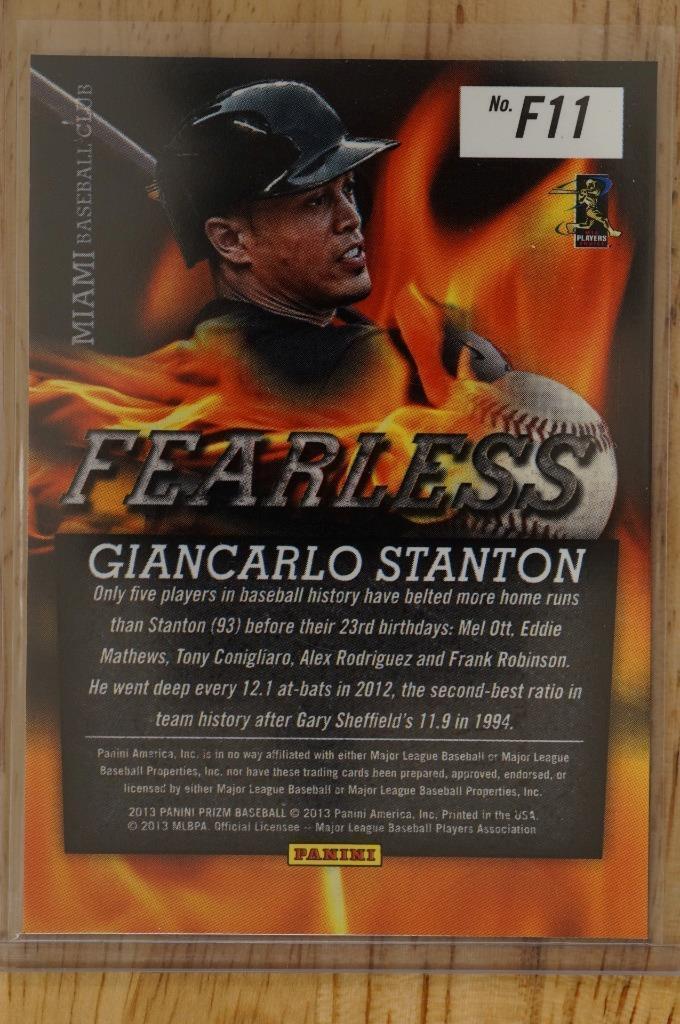 No. F11
MIAMI BASEBALL CLUB
PLAYERS
FEARLESS
GIANCARLO STANTON
Only five players in baseball history have belted more home runs
than Stanton (93) before their 23rd birthdays: Mel Ott, Eddie
Mathews, Tony Conigliaro, Alex Rodriguez and Frank Robinson.
He went deep every 12.1 at-bats in 2012, the second-best ratio in
team history after Gary Sheffield's 11.9 in 1994.
Panini America, Inc. is in no way affiliated with either Major League Baseball or Major League
Baseball Properties, Inc. nor have these trading cards been prepared, approved, endorsed, or
licensed by either Major League Baseball or Major League Baseball Properties, Inc.
2013 PANINI PRIZM BASEBALL © 2013 Panini America, Inc. Printed in the USA.
© 2013 MLBPA. Official Licensee -- Major League Baseball Players Association
PANINI